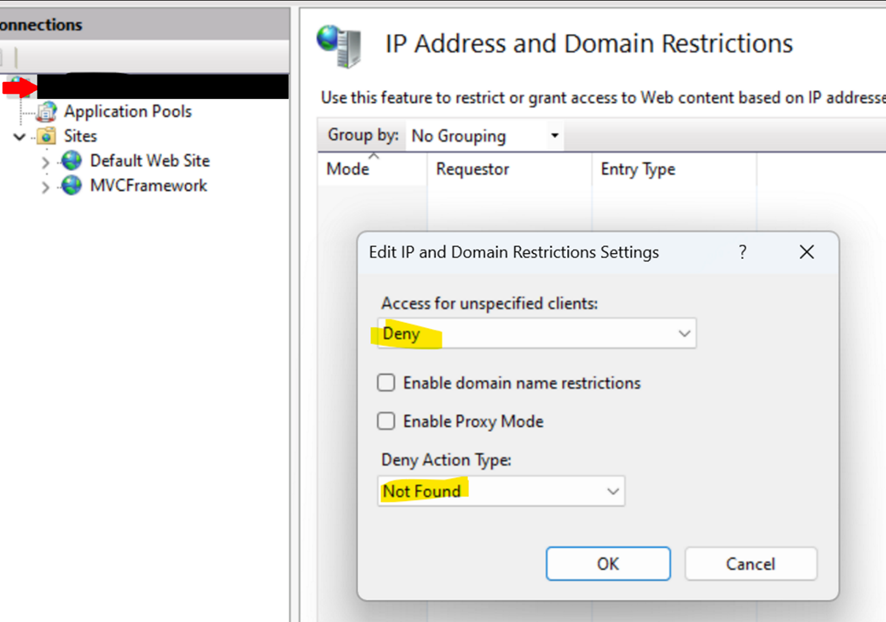 onnections
Application Pools
Sites
Default Web Site
MVCFramework
IP Address and Domain Restrictions
Use this feature to restrict or grant access to Web content based on IP addresse
Group by: No Grouping
Mode Requestor Entry Type
Edit IP and Domain Restrictions Settings ?
Access for unspecified clients:
Deny
Enable domain name restrictions
Enable Proxy Mode
Deny Action Type:
Not Found
OK Cancel